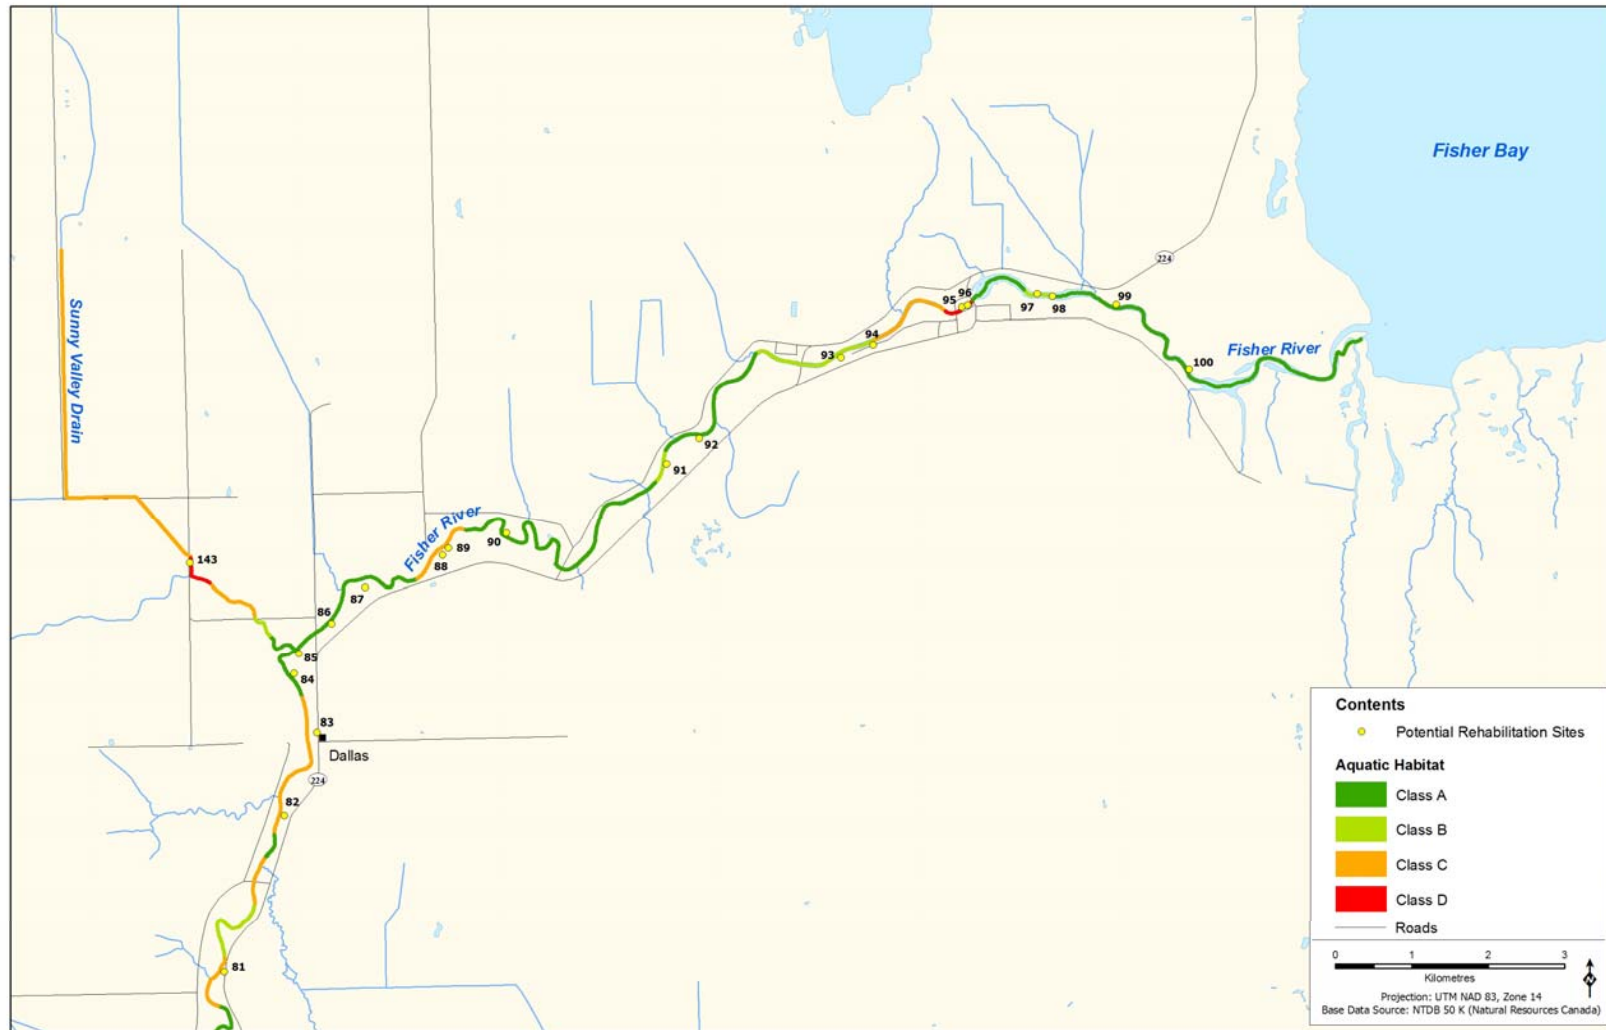 Fisher Bay
224
Sunny Valley Drain
96
95
97
98
99
94
93
Fisher River
100
92
91
Fisher River
90
89
88
143
87
86
85
84
83
Dallas
224
82
81
Contents
Potential Rehabilitation Sites
Aquatic Habitat
Class A
Class B
Class C
Class D
Roads
0 1 2 3
Kilometres
N
Projection: UTM NAD 83, Zone 14
Base Data Source: NTDB 50 K (Natural Resources Canada)